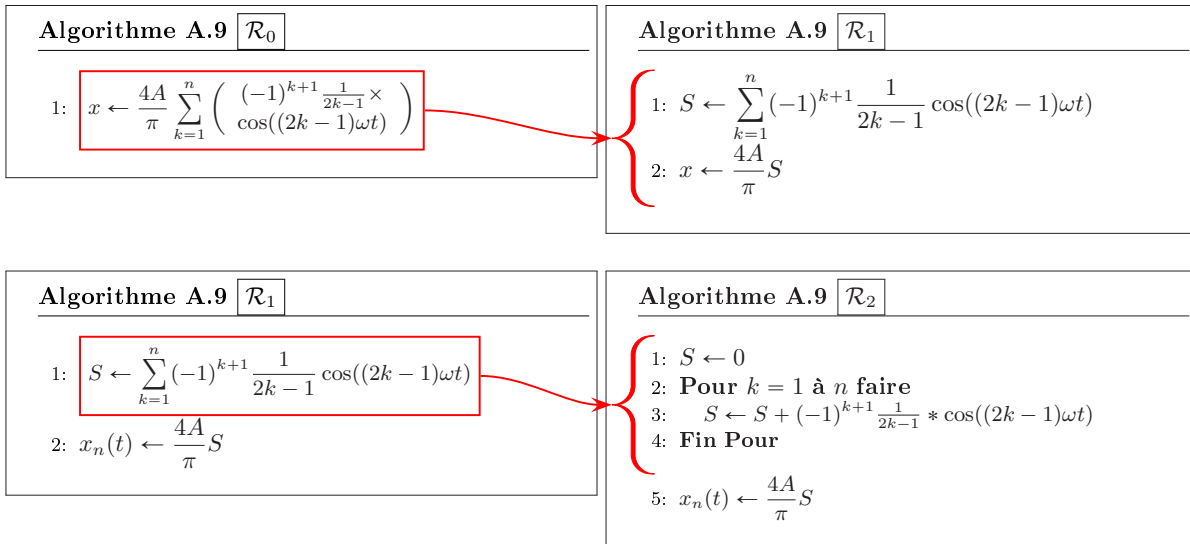 Algorithme A.9 R₀
1: x ← 4A/π ∑_{k=1}^{n} ( (−1)^{k+1} 1/(2k−1) ×
cos((2k − 1)ωt) )
Algorithme A.9 R₁
1: S ← ∑_{k=1}^{n} (−1)^{k+1} 1/(2k − 1) cos((2k − 1)ωt)
2: x ← 4A/π S
Algorithme A.9 R₁
1: S ← ∑_{k=1}^{n} (−1)^{k+1} 1/(2k − 1) cos((2k − 1)ωt)
2: xₙ(t) ← 4A/π S
Algorithme A.9 R₂
1: S ← 0
2: Pour k = 1 à n faire
3: S ← S + (−1)^{k+1} 1/(2k−1) ∗ cos((2k − 1)ωt)
4: Fin Pour
5: xₙ(t) ← 4A/π S